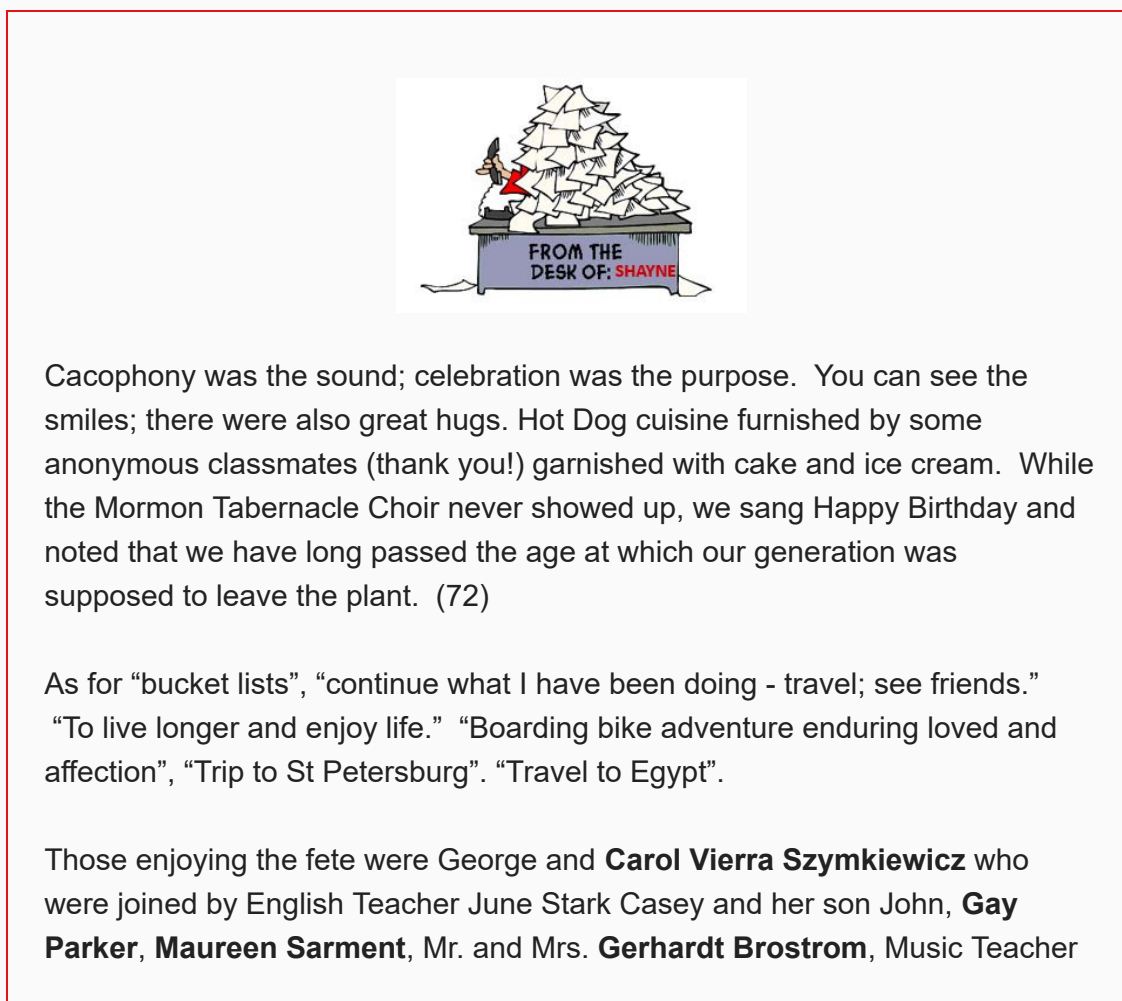 FROM THE
DESK OF: SHAYNE
Cacophony was the sound; celebration was the purpose.  You can see the
smiles; there were also great hugs. Hot Dog cuisine furnished by some
anonymous classmates (thank you!) garnished with cake and ice cream.  While
the Mormon Tabernacle Choir never showed up, we sang Happy Birthday and
noted that we have long passed the age at which our generation was
supposed to leave the plant.  (72)
As for “bucket lists”, “continue what I have been doing - travel; see friends.”
“To live longer and enjoy life.”  “Boarding bike adventure enduring loved and
affection”, “Trip to St Petersburg”. “Travel to Egypt”.
Those enjoying the fete were George and Carol Vierra Szymkiewicz who
were joined by English Teacher June Stark Casey and her son John, Gay
Parker, Maureen Sarment, Mr. and Mrs. Gerhardt Brostrom, Music Teacher